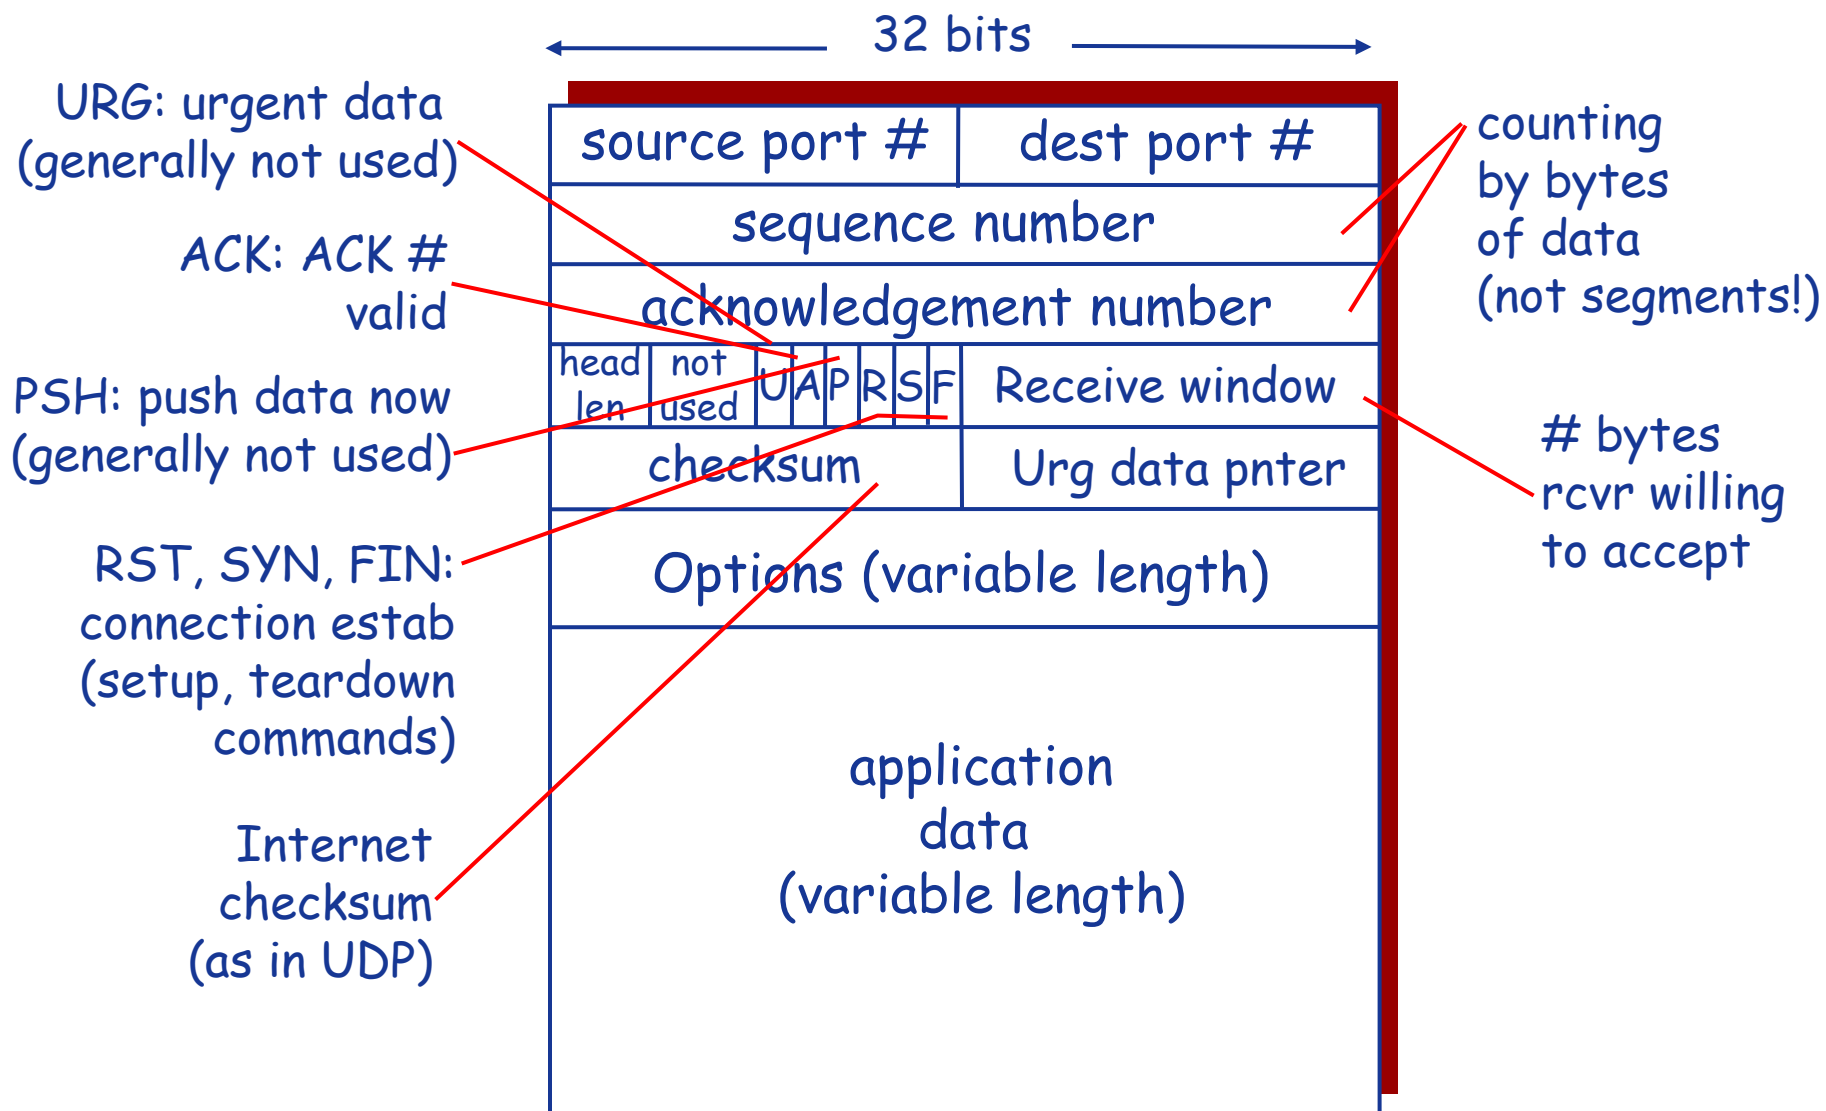 32 bits
URG: urgent data
(generally not used)
ACK: ACK #
valid
PSH: push data now
(generally not used)
RST, SYN, FIN:
connection estab
(setup, teardown
commands)
Internet
checksum
(as in UDP)
source port # dest port #
sequence number
acknowledgement number
head
len
not
used
U A P R S F
Receive window
checksum
Urg data pnter
Options (variable length)
application
data
(variable length)
counting
by bytes
of data
(not segments!)
# bytes
rcvr willing
to accept